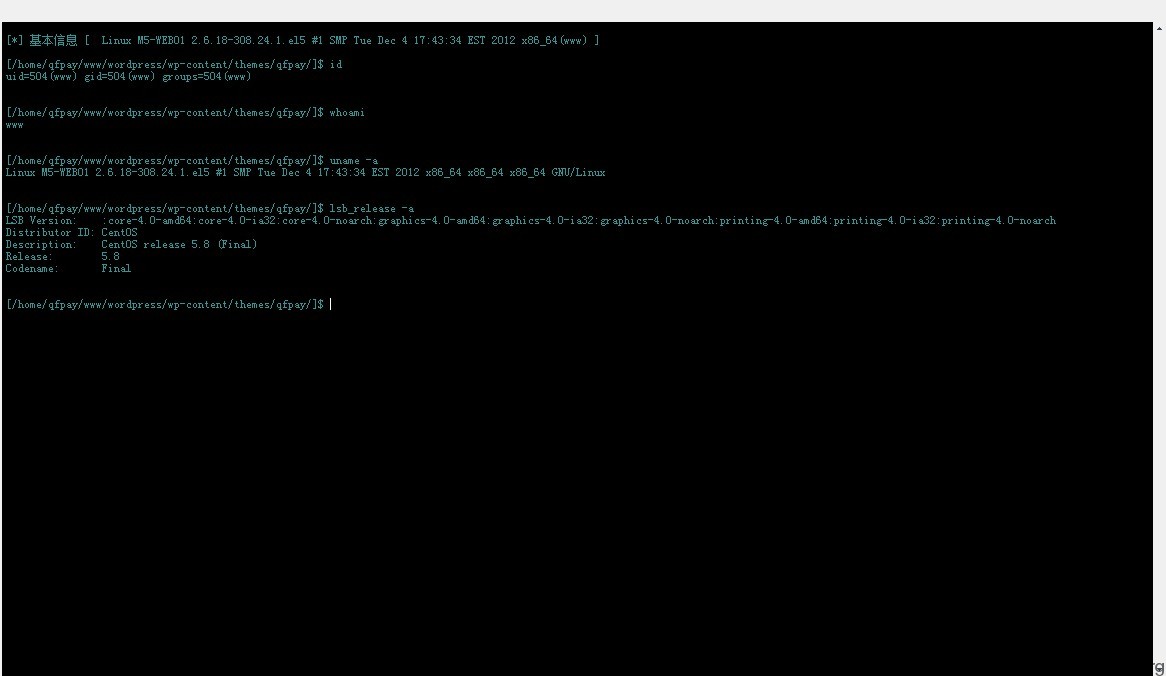 [*] 基本信息 [  Linux M5-WEB01 2.6.18-308.24.1.el5 #1 SMP Tue Dec 4 17:43:34 EST 2012 x86_64(www) ]
[/home/qfpay/www/wordpress/wp-content/themes/qfpay/]$ id
uid=504(www) gid=504(www) groups=504(www)
[/home/qfpay/www/wordpress/wp-content/themes/qfpay/]$ whoami
www
[/home/qfpay/www/wordpress/wp-content/themes/qfpay/]$ uname -a
Linux M5-WEB01 2.6.18-308.24.1.el5 #1 SMP Tue Dec 4 17:43:34 EST 2012 x86_64 x86_64 x86_64 GNU/Linux
[/home/qfpay/www/wordpress/wp-content/themes/qfpay/]$ lsb_release -a
LSB Version:    :core-4.0-amd64:core-4.0-ia32:core-4.0-noarch:graphics-4.0-amd64:graphics-4.0-ia32:graphics-4.0-noarch:printing-4.0-amd64:printing-4.0-ia32:printing-4.0-noarch
Distributor ID: CentOS
Description:    CentOS release 5.8 (Final)
Release:        5.8
Codename:       Final
[/home/qfpay/www/wordpress/wp-content/themes/qfpay/]$